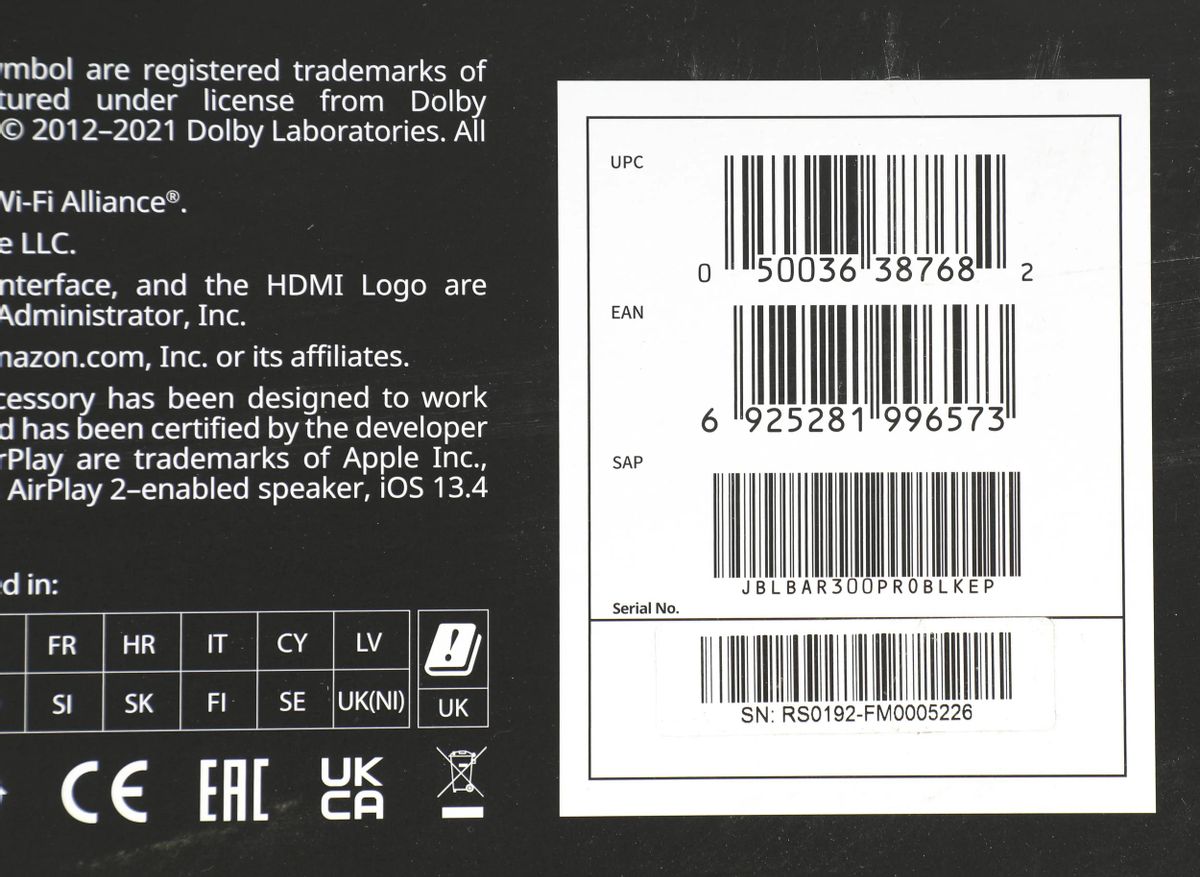 ymbol are registered trademarks of
tured under license from Dolby
© 2012–2021 Dolby Laboratories. All
Wi-Fi Alliance®.
e LLC.
nterface, and the HDMI Logo are
Administrator, Inc.
mazon.com, Inc. or its affiliates.
cessory has been designed to work
d has been certified by the developer
rPlay are trademarks of Apple Inc.,
AirPlay 2–enabled speaker, iOS 13.4
ed in:
FR HR IT CY LV
SI SK FI SE UK(NI) UK
CE EAC UK
CA
UPC
0 50036 38768 2
EAN
6 925281 996573
SAP
JBLBAR300PROBLKEP
Serial No.
SN: RS0192-FM0005226